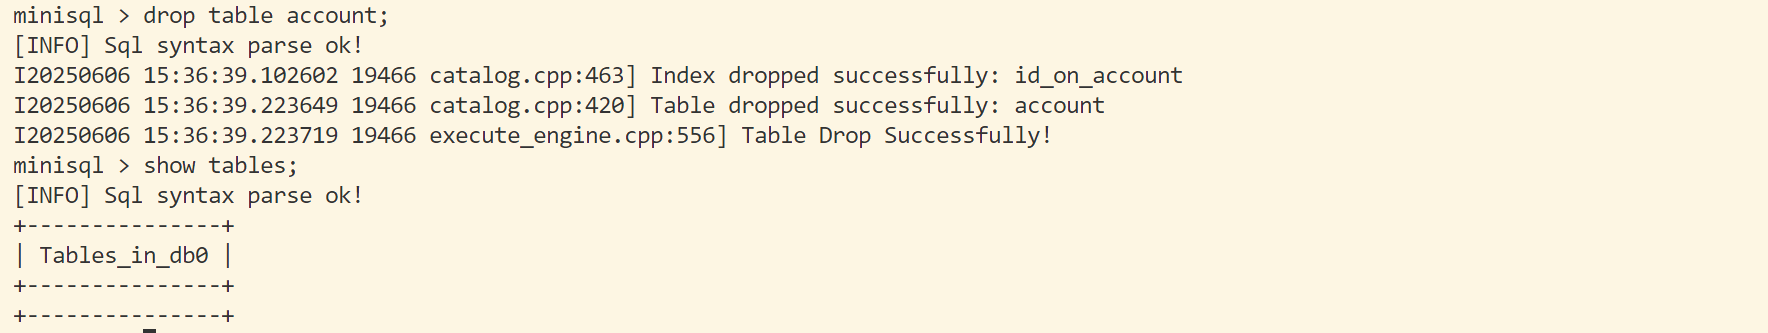 minisql > drop table account;
[INFO] Sql syntax parse ok!
I20250606 15:36:39.102602 19466 catalog.cpp:463] Index dropped successfully: id_on_account
I20250606 15:36:39.223649 19466 catalog.cpp:420] Table dropped successfully: account
I20250606 15:36:39.223719 19466 execute_engine.cpp:556] Table Drop Successfully!
minisql > show tables;
[INFO] Sql syntax parse ok!
+---------------+
| Tables_in_db0 |
+---------------+
+---------------+